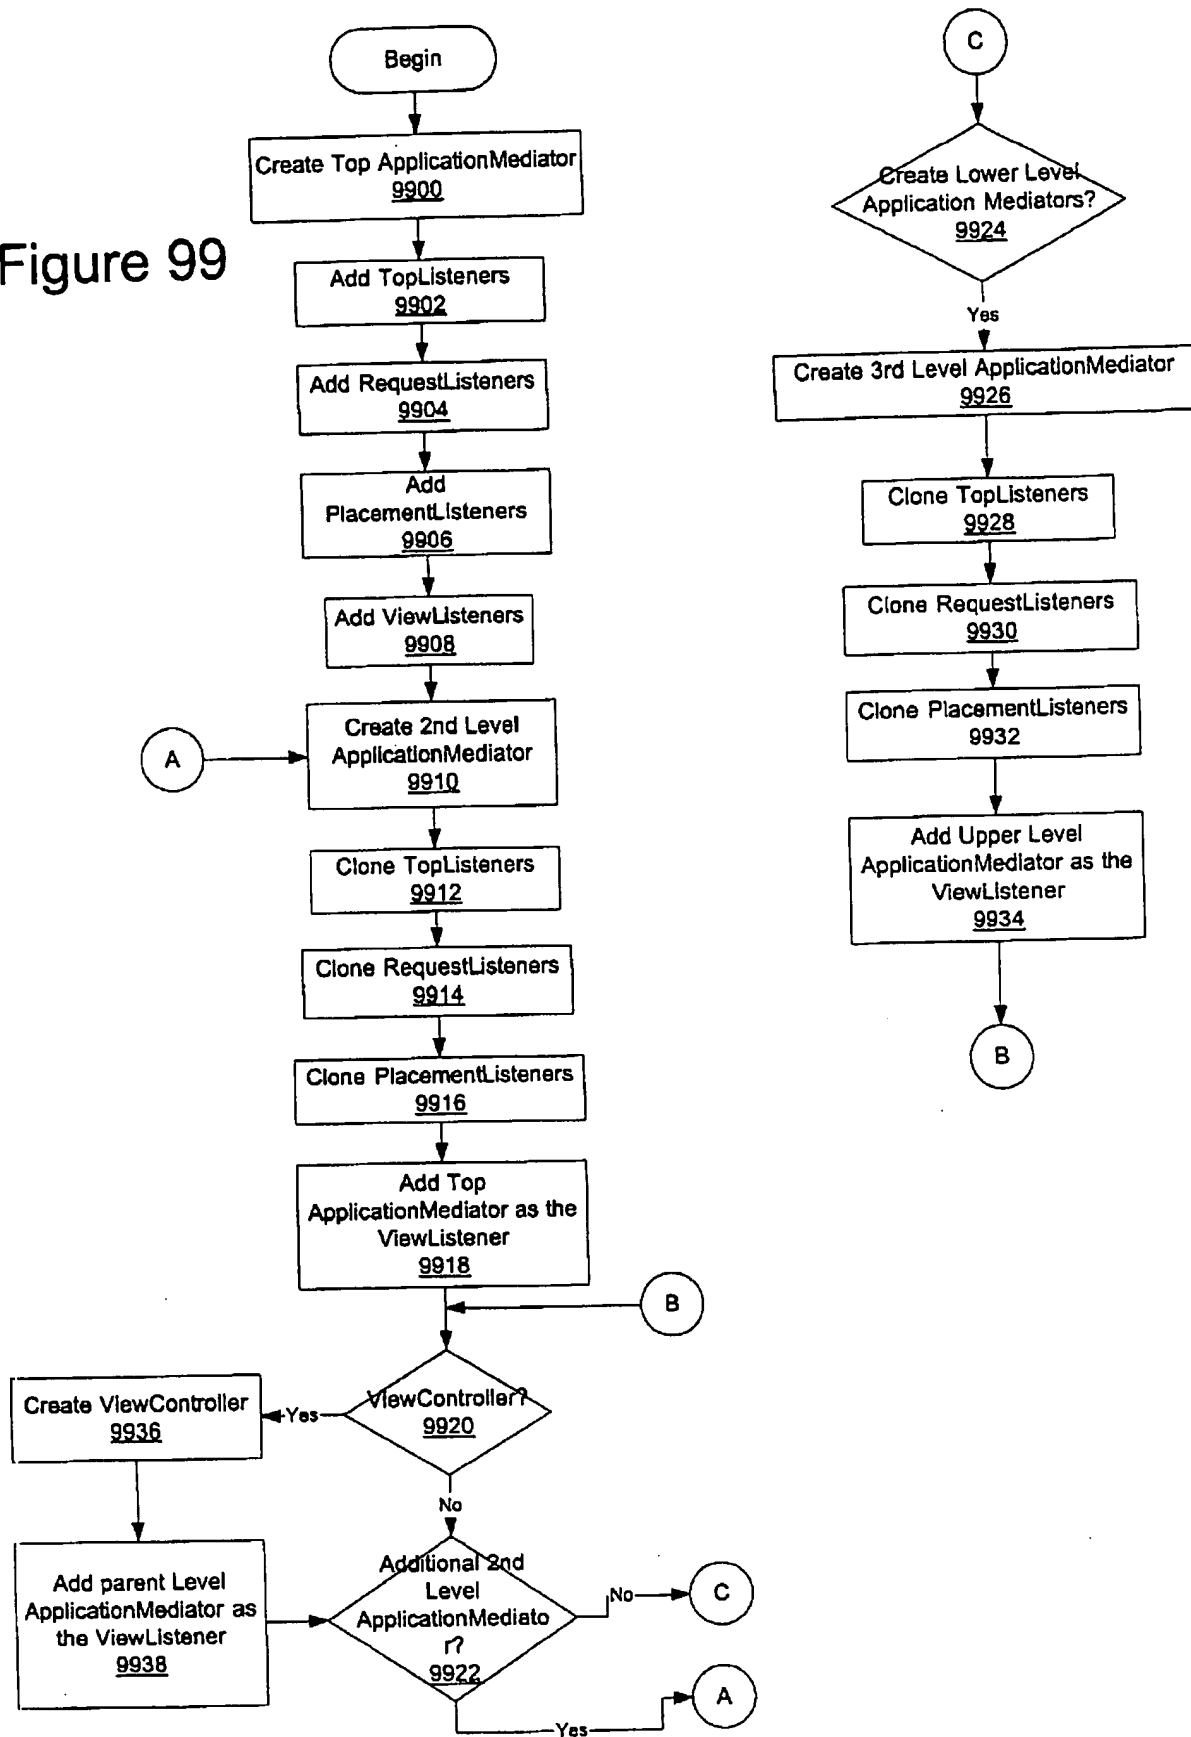 Begin
Create Top ApplicationMediator
9900
Figure 99
Add TopListeners
9902
Add RequestListeners
9904
Add
PlacementListeners
9906
Add ViewListeners
9908
Create 2nd Level
ApplicationMediator
9910
A
Clone TopListeners
9912
Clone RequestListeners
9914
Clone PlacementListeners
9916
Add Top
ApplicationMediator as the
ViewListener
9918
B
ViewController?
9920
Yes
Create ViewController
9936
No
Add parent Level
ApplicationMediator as
the ViewListener
9938
Additional 2nd
Level
ApplicationMediato
r?
9922
No
C
Yes
A
C
Create Lower Level
Application Mediators?
9924
Yes
Create 3rd Level ApplicationMediator
9926
Clone TopListeners
9928
Clone RequestListeners
9930
Clone PlacementListeners
9932
Add Upper Level
ApplicationMediator as the
ViewListener
9934
B